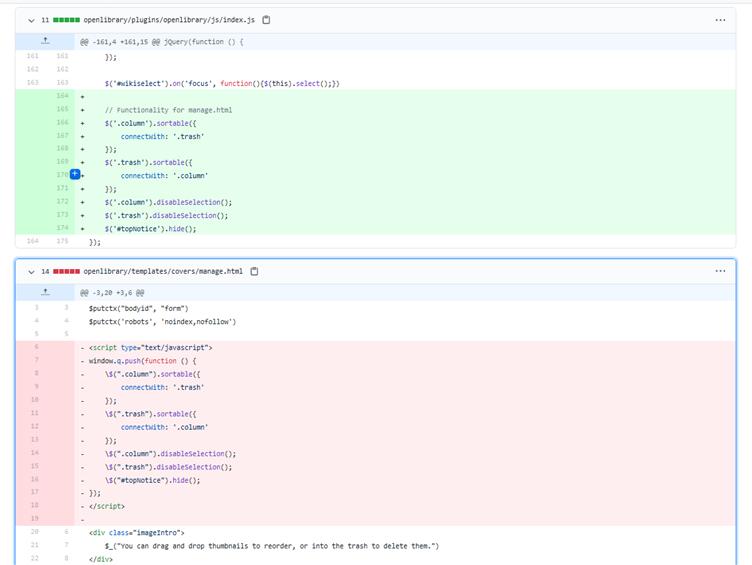 11 openlibrary/plugins/openlibrary/js/index.js
@@ -161,4 +161,15 @@ jQuery(function () {
161 161 });
162 162
163 163 $('#wikiselect').on('focus', function(){$(this).select();})
164 +
165 + // Functionality for manage.html
166 + $('.column').sortable({
167 + connectWith: '.trash'
168 + });
169 + $('.trash').sortable({
170 + connectWith: '.column'
171 + });
172 + $('.column').disableSelection();
173 + $('.trash').disableSelection();
174 + $('#topNotice').hide();
164 175 });
14 openlibrary/templates/covers/manage.html
@@ -3,20 +3,6 @@
3 3 $putctx("bodyid", "form")
4 4 $putctx('robots', 'noindex,nofollow')
5 5
6 - <script type="text/javascript">
7 - window.q.push(function () {
8 - \$(".column").sortable({
9 - connectWith: '.trash'
10 - });
11 - \$(".trash").sortable({
12 - connectWith: '.column'
13 - });
14 - \$(".column").disableSelection();
15 - \$(".trash").disableSelection();
16 - \$("#topNotice").hide();
17 - });
18 - </script>
19 -
20 6 <div class="imageIntro">
21 7 $_("You can drag and drop thumbnails to reorder, or into the trash to delete them.")
22 8 </div>